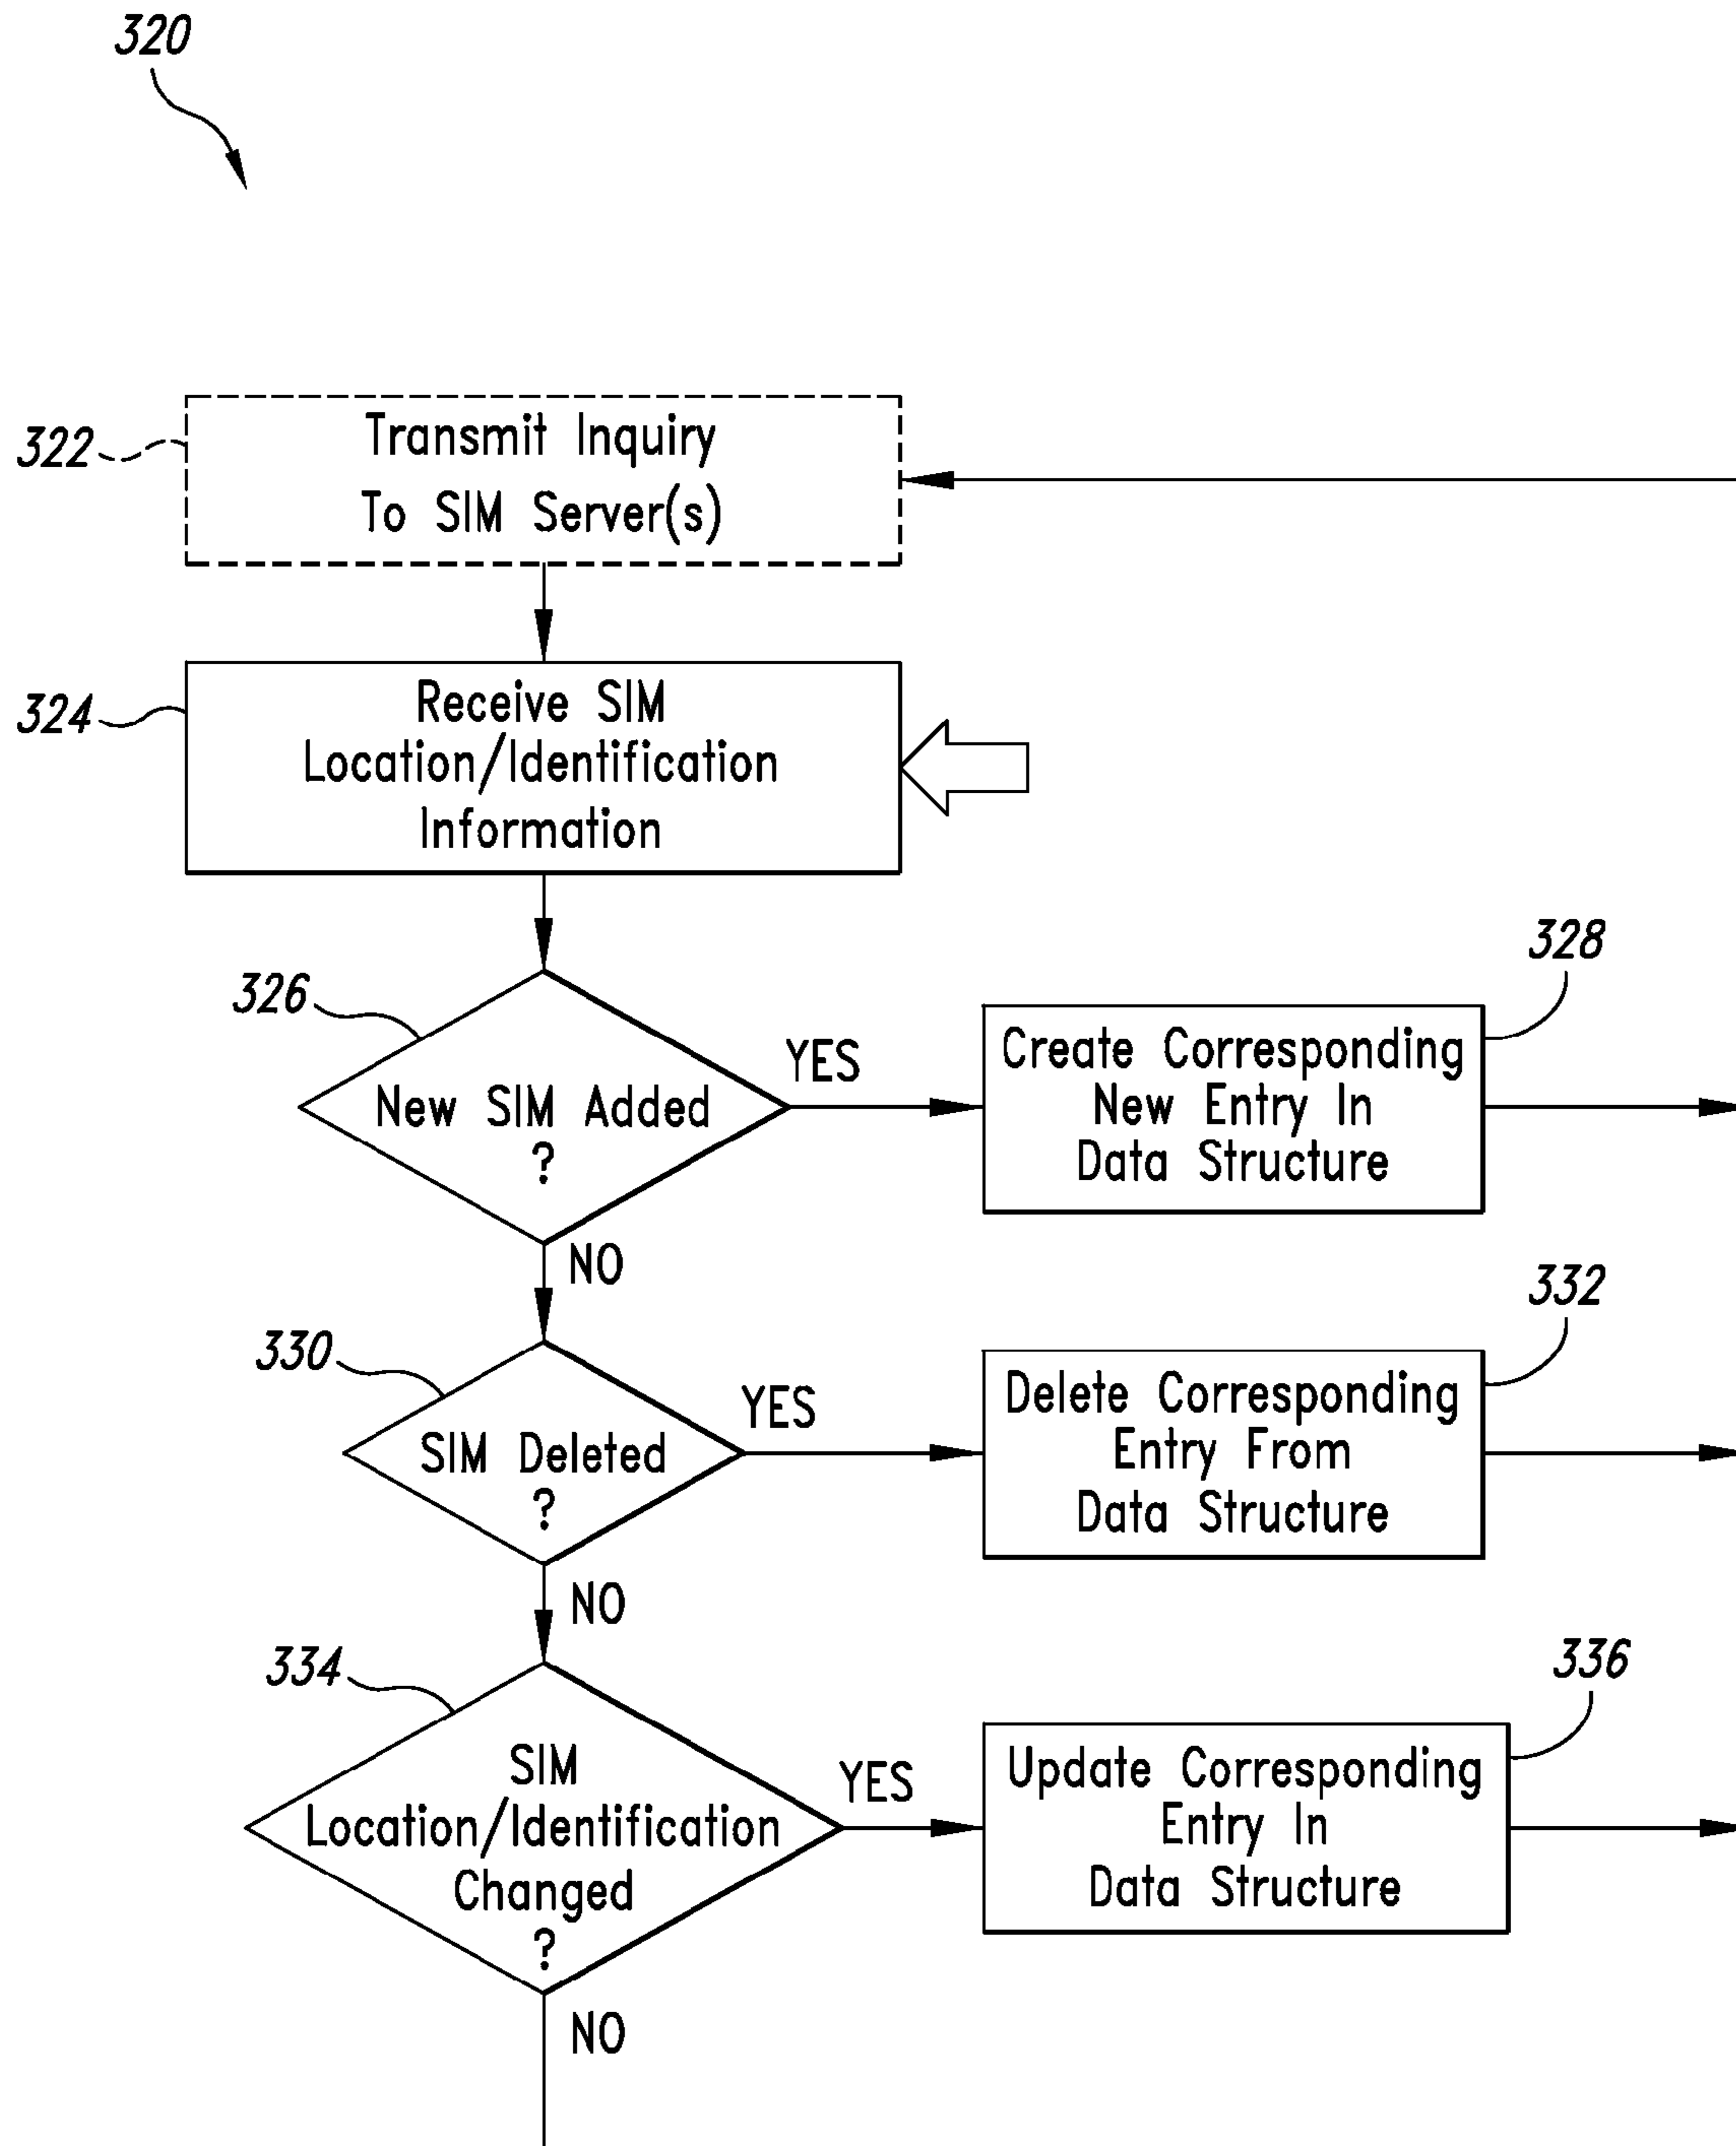 320
322
Transmit Inquiry
To SIM Server(s)
324
Receive SIM
Location/Identification
Information
326
New SIM Added
?
YES
328
Create Corresponding
New Entry In
Data Structure
NO
330
SIM Deleted
?
YES
332
Delete Corresponding
Entry From
Data Structure
NO
334
SIM
Location/Identification
Changed
?
YES
336
Update Corresponding
Entry In
Data Structure
NO